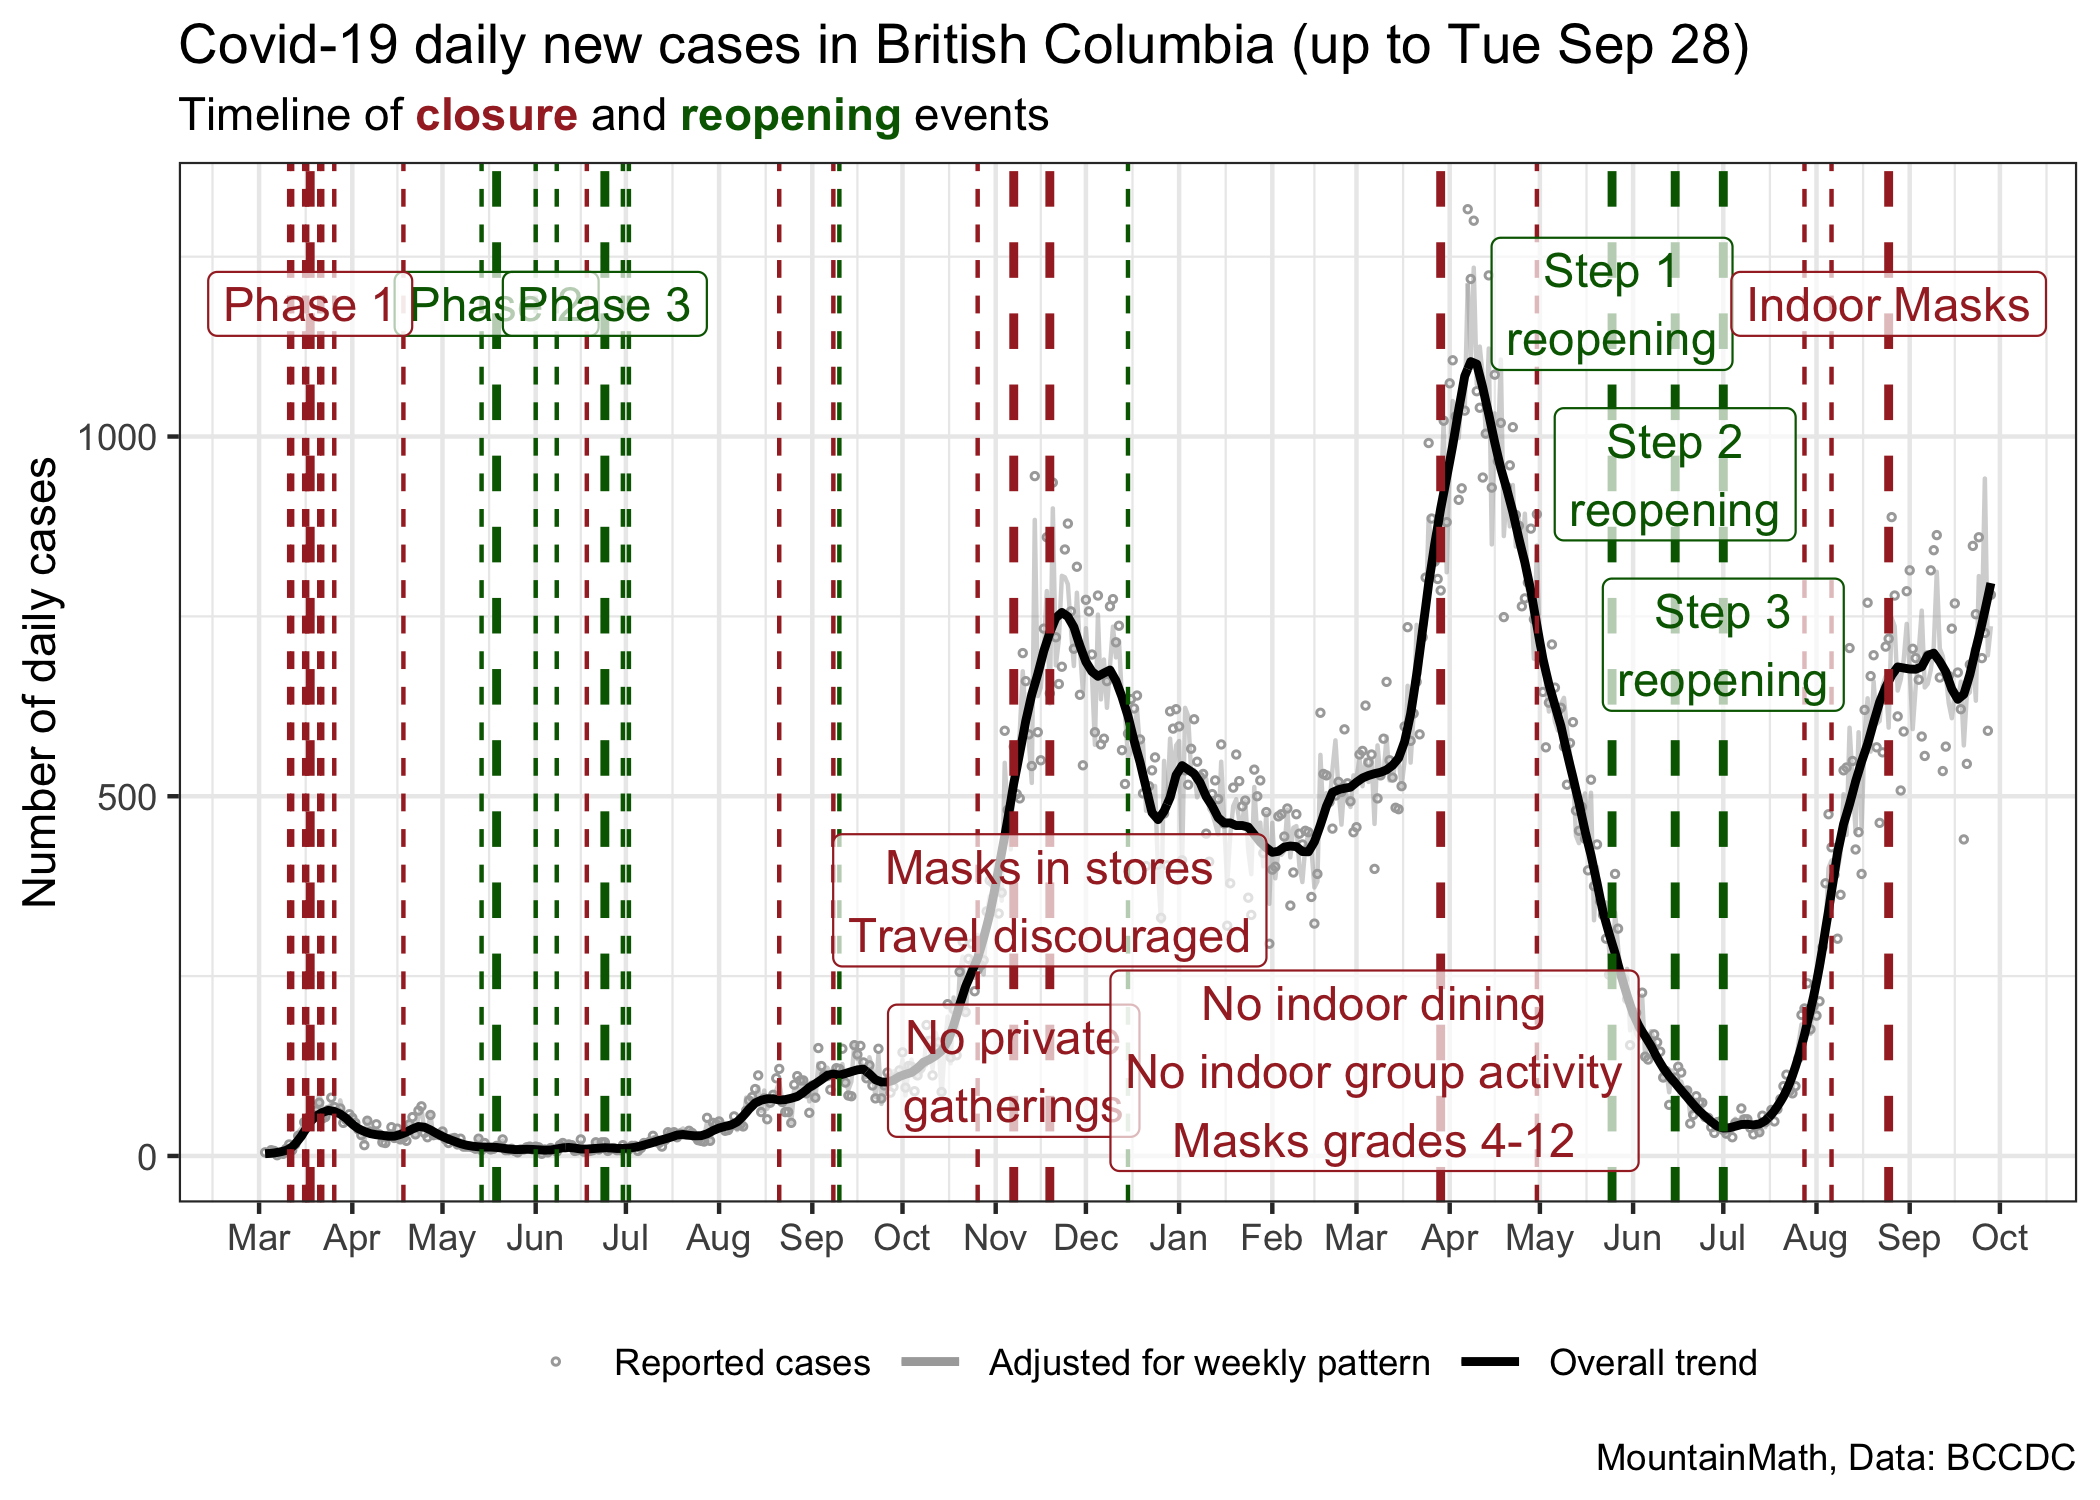 Covid-19 daily new cases in British Columbia (up to Tue Sep 28)
Timeline of closure and reopening events
Number of daily cases
1000
500
0
Phase 1
Phase 2
Phase 3
Step 1
reopening
Indoor Masks
Step 2
reopening
Step 3
reopening
Masks in stores
Travel discouraged
No private
gatherings
No indoor dining
No indoor group activity
Masks grades 4-12
Mar Apr May Jun Jul Aug Sep Oct Nov Dec Jan Feb Mar Apr May Jun Jul Aug Sep Oct
Reported cases Adjusted for weekly pattern Overall trend
MountainMath, Data: BCCDC